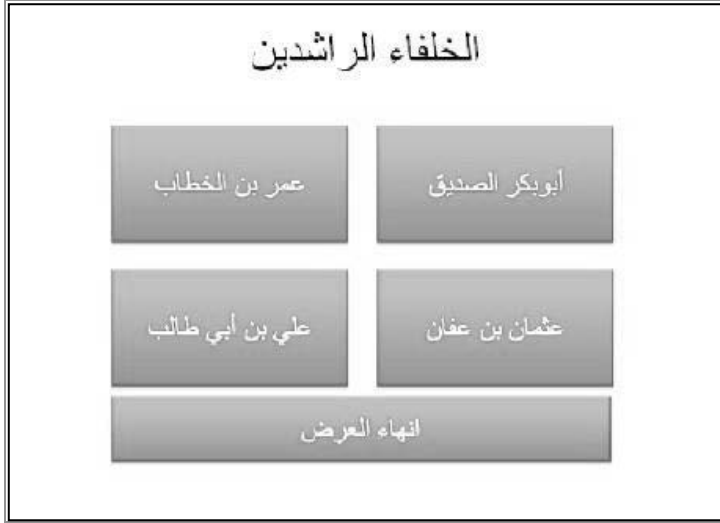 الخلفاء الراشدين
أبوبكر الصديق
عمر بن الخطاب
عثمان بن عفان
علي بن أبي طالب
انهاء العرض